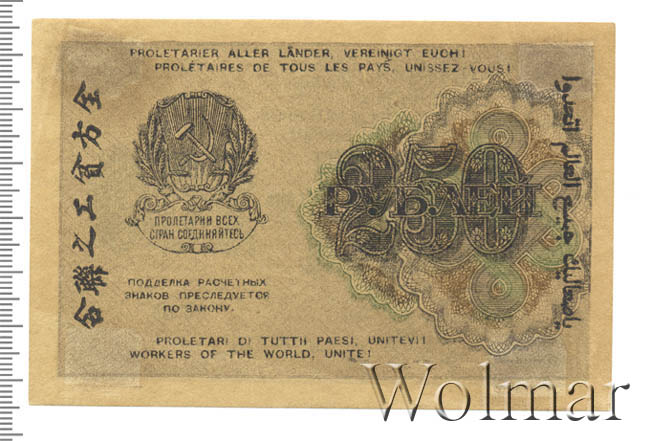 PROLETARIER ALLER LÄNDER, VEREINIGT EUCH!
PROLÉTAIRES DE TOUS LES PAYS, UNISSEZ-VOUS!
250
РУБЛЕЙ
ПРОЛЕТАРИИ ВСЕХ
СТРАН СОЕДИНЯЙТЕСЬ
ПОДДЕЛКА РАСЧЕТНЫХ
ЗНАКОВ ПРЕСЛЕДУЕТСЯ
ПО ЗАКОНУ.
PROLETARI DI TUTTI PAESI, UNITEVI!
WORKERS OF THE WORLD, UNITE!
Wolmar